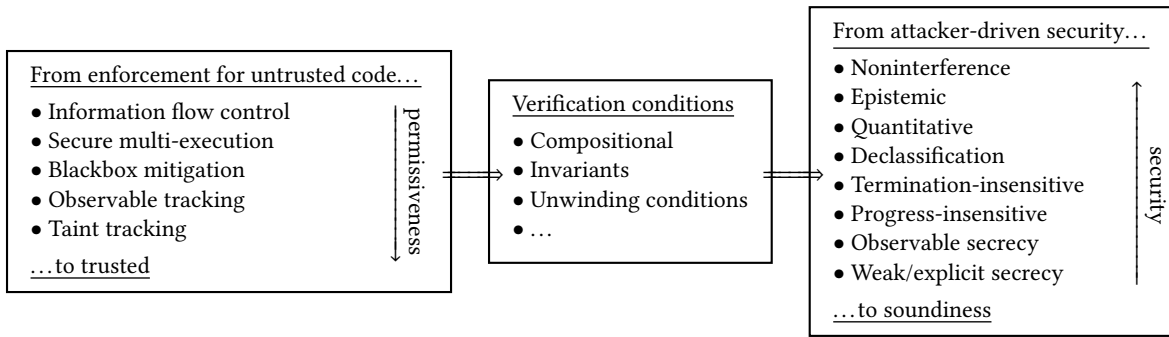 From enforcement for untrusted code…
• Information flow control
• Secure multi-execution
• Blackbox mitigation
• Observable tracking
• Taint tracking
…to trusted
permissiveness
Verification conditions
• Compositional
• Invariants
• Unwinding conditions
• …
From attacker-driven security…
• Noninterference
• Epistemic
• Quantitative
• Declassification
• Termination-insensitive
• Progress-insensitive
• Observable secrecy
• Weak/explicit secrecy
…to soundiness
security